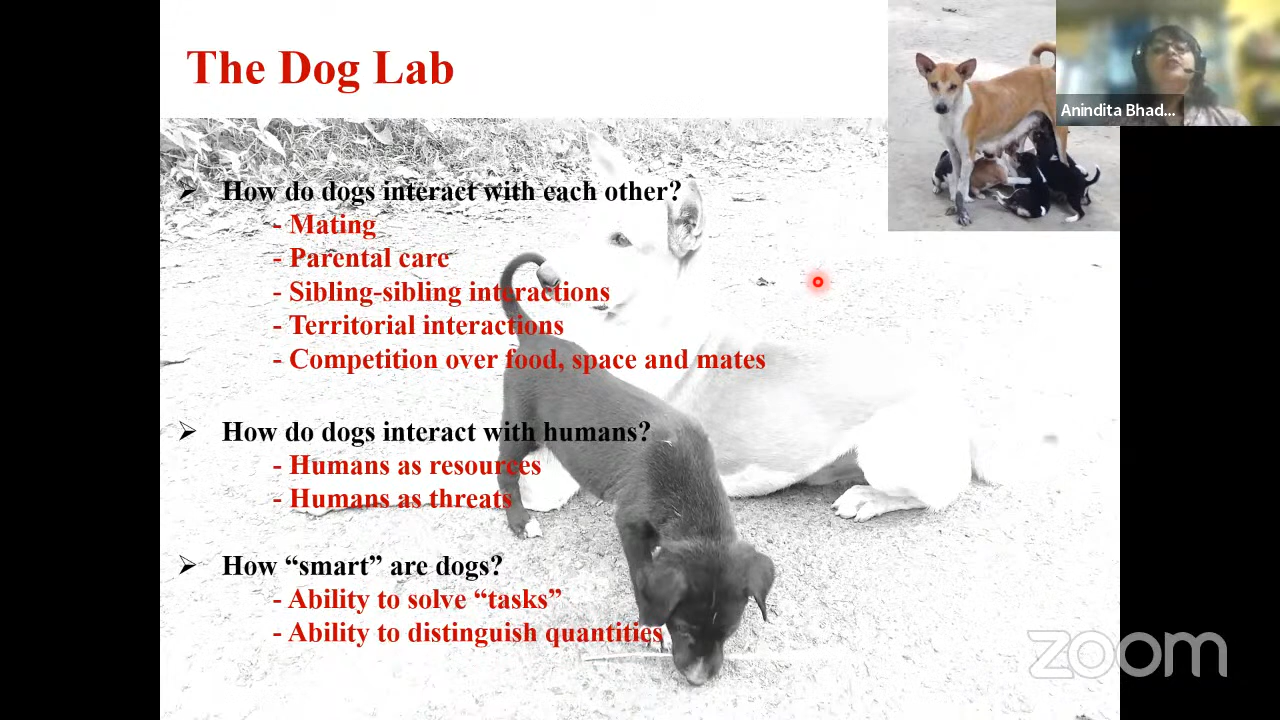 The Dog Lab
Anindita Bhad...
➢ How do dogs interact with each other?
- Mating
- Parental care
- Sibling-sibling interactions
- Territorial interactions
- Competition over food, space and mates
➢ How do dogs interact with humans?
- Humans as resources
- Humans as threats
➢ How “smart” are dogs?
- Ability to solve “tasks”
- Ability to distinguish quantities
zoom